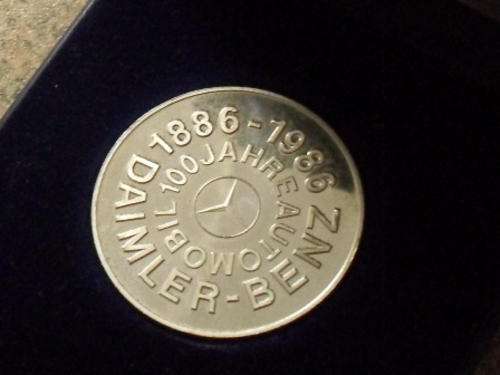 1886-1986
DAIMLER-BENZ
100 JAHRE AUTOMOBIL